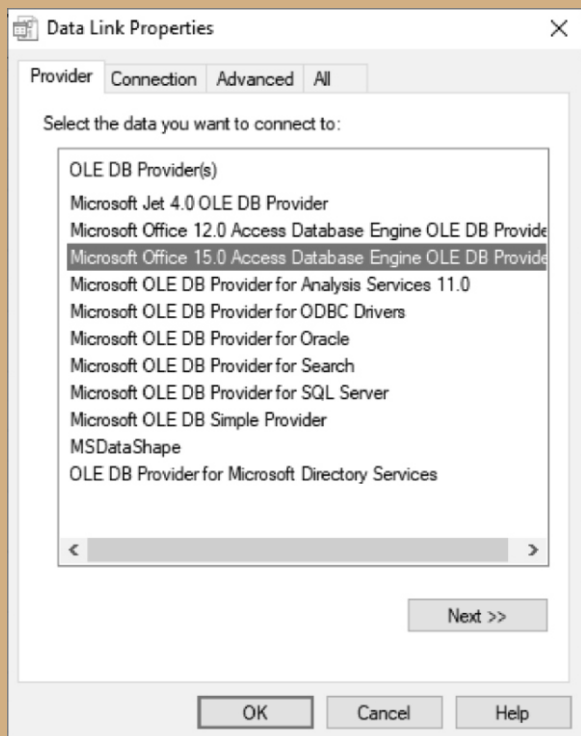 Data Link Properties
Provider Connection Advanced All
Select the data you want to connect to:
OLE DB Provider(s)
Microsoft Jet 4.0 OLE DB Provider
Microsoft Office 12.0 Access Database Engine OLE DB Provide
Microsoft Office 15.0 Access Database Engine OLE DB Provide
Microsoft OLE DB Provider for Analysis Services 11.0
Microsoft OLE DB Provider for ODBC Drivers
Microsoft OLE DB Provider for Oracle
Microsoft OLE DB Provider for Search
Microsoft OLE DB Provider for SQL Server
Microsoft OLE DB Simple Provider
MSDataShape
OLE DB Provider for Microsoft Directory Services
Next >>
OK Cancel Help